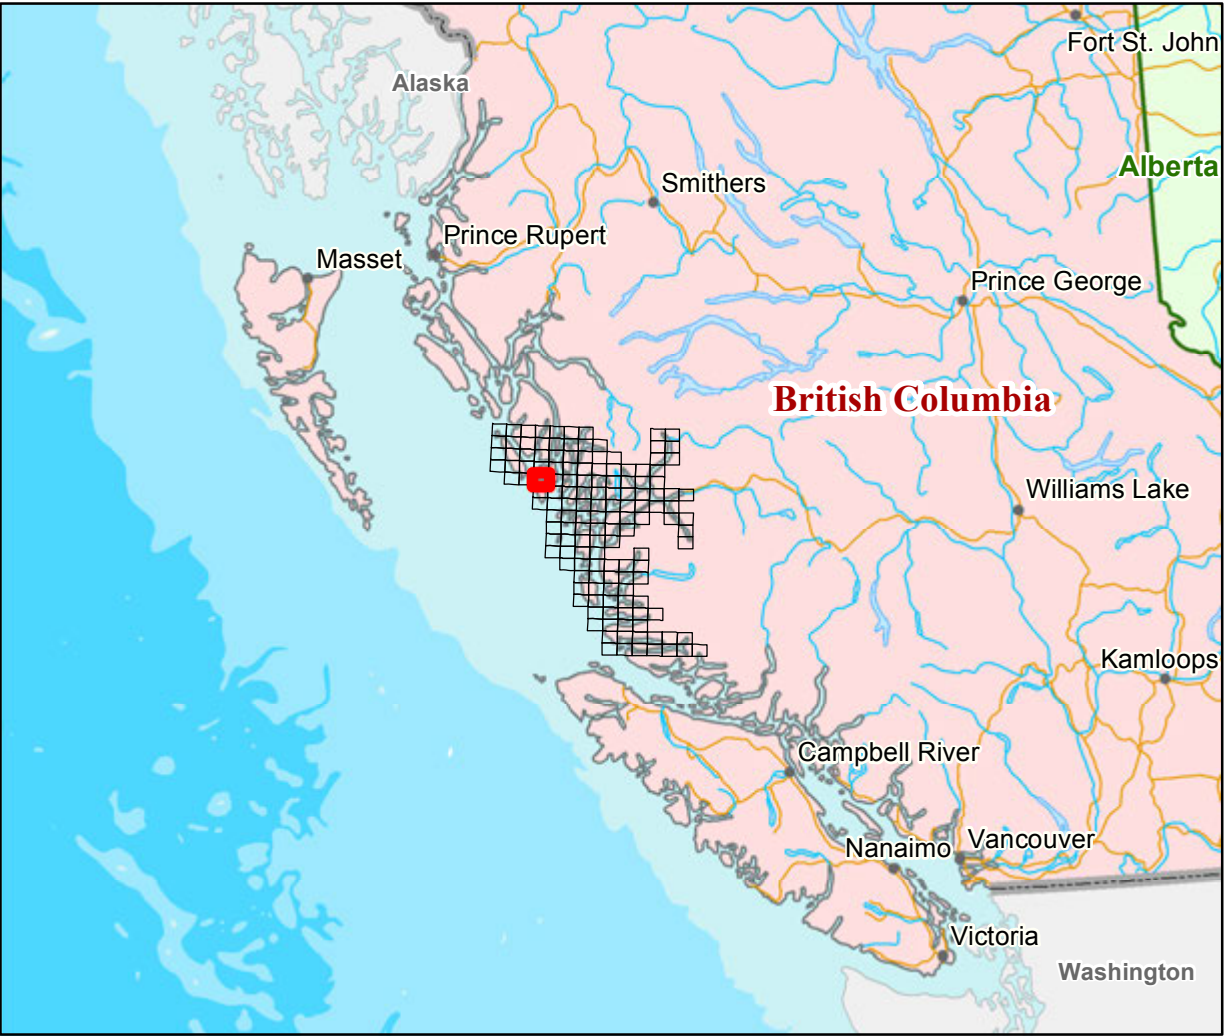 Fort St. John
Alaska
Alberta
Smithers
Prince Rupert
Masset
Prince George
British Columbia
Williams Lake
Kamloops
Campbell River
Vancouver
Nanaimo
Victoria
Washington